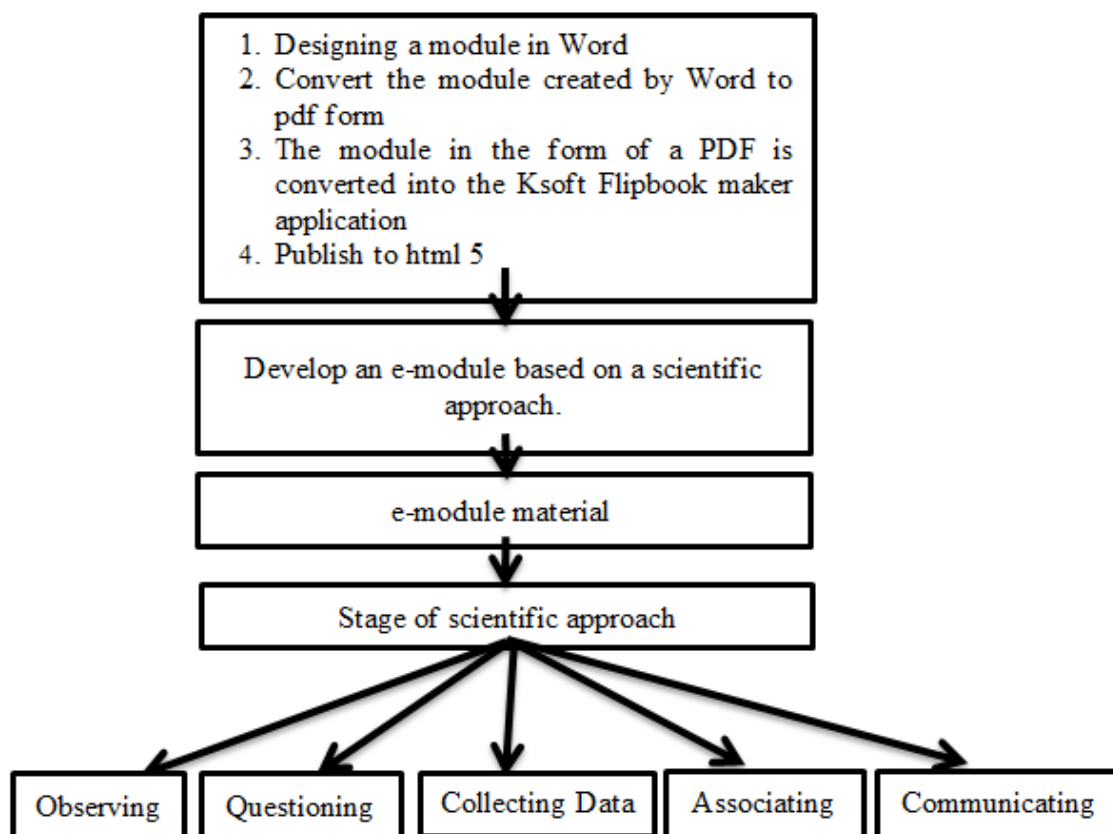 1. Designing a module in Word
2. Convert the module created by Word to
pdf form
3. The module in the form of a PDF is
converted into the Ksoft Flipbook maker
application
4. Publish to html 5
Develop an e-module based on a scientific
approach.
e-module material
Stage of scientific approach
Observing
Questioning
Collecting Data
Associating
Communicating